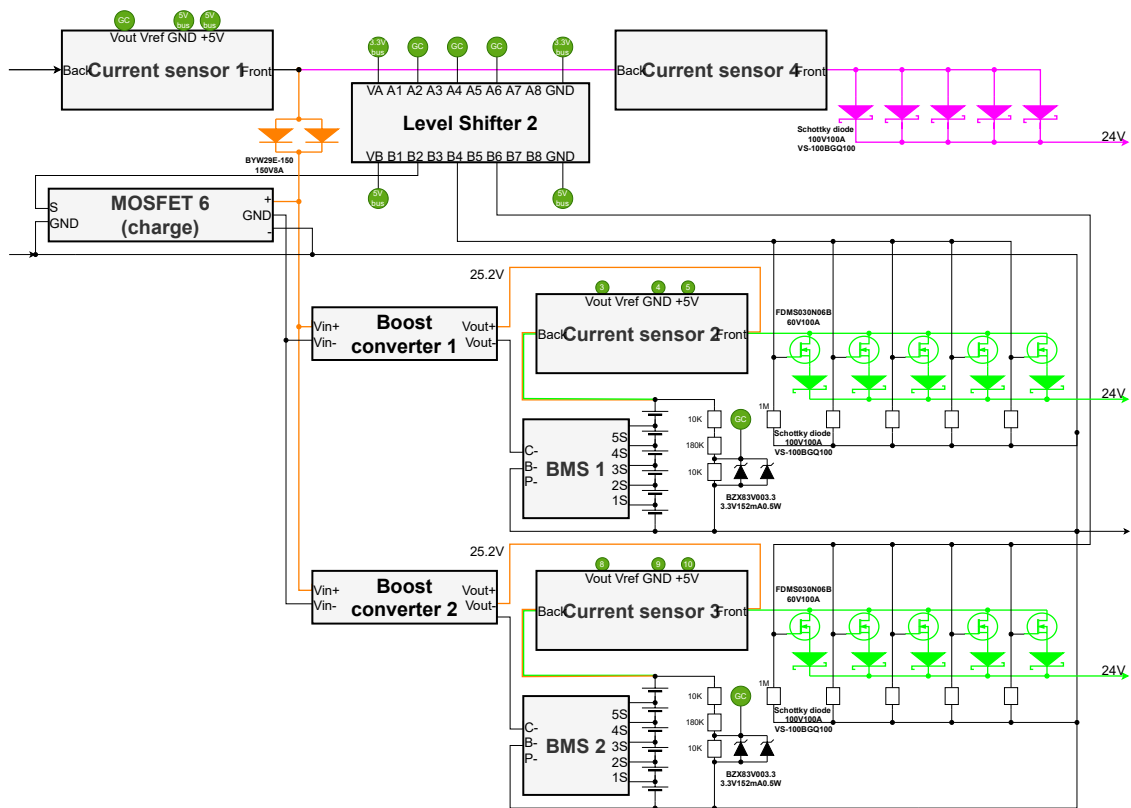 GC
5V
bus
5V
bus
Vout Vref GND +5V
Back
Current sensor 1
Front
3.3V
bus
GC
GC
GC
3.3V
bus
VA A1 A2 A3 A4 A5 A6 A7 A8 GND
Level Shifter 2
VB B1 B2 B3 B4 B5 B6 B7 B8 GND
5V
bus
5V
bus
Back
Current sensor 4
Front
Schottky diode
100V100A
VS-100BGQ100
24V
BYW29E-150
150V8A
S
GND
MOSFET 6
(charge)
+
GND
-
25.2V
3
4
5
Vout Vref GND +5V
Back
Current sensor 2
Front
Vin+
Vin-
Boost
converter 1
Vout+
Vout-
FDMS030N06B
60V100A
24V
1M
Schottky diode
100V100A
VS-100BGQ100
10K
180K
10K
GC
BZX83V003.3
3.3V152mA0.5W
C-
B-
P-
BMS 1
5S
4S
3S
2S
1S
25.2V
8
9
10
Vout Vref GND +5V
Back
Current sensor 3
Front
Vin+
Vin-
Boost
converter 2
Vout+
Vout-
FDMS030N06B
60V100A
24V
1M
Schottky diode
100V100A
VS-100BGQ100
10K
180K
10K
GC
BZX83V003.3
3.3V152mA0.5W
C-
B-
P-
BMS 2
5S
4S
3S
2S
1S